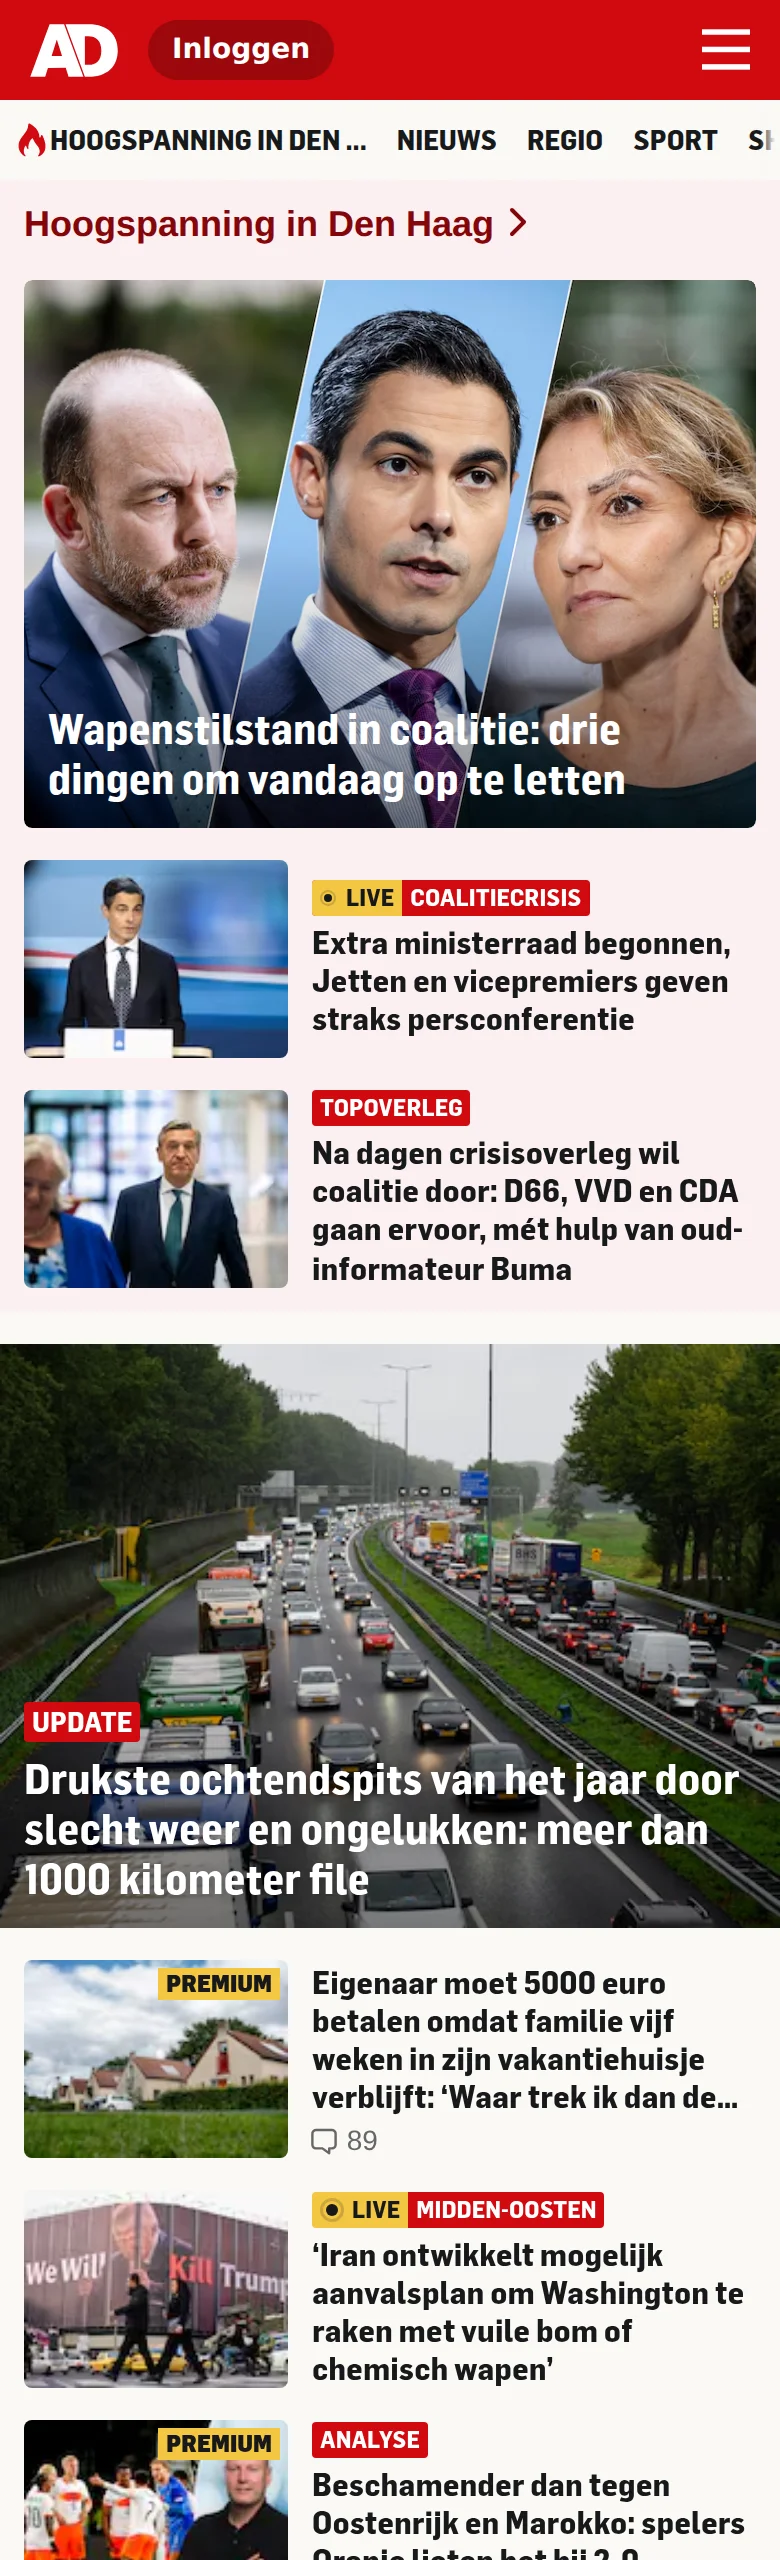 AD
Inloggen
HOOGSPANNING IN DEN ...
NIEUWS
REGIO
SPORT
Hoogspanning in Den Haag
Wapenstilstand in coalitie: drie
dingen om vandaag op te letten
LIVE COALITIECRISIS
Extra ministerraad begonnen,
Jetten en vicepremiers geven
straks persconferentie
TOPOVERLEG
Na dagen crisisoverleg wil
coalitie door: D66, VVD en CDA
gaan ervoor, mét hulp van oud-
informateur Buma
UPDATE
Drukste ochtendspits van het jaar door
slecht weer en ongelukken: meer dan
1000 kilometer file
PREMIUM
Eigenaar moet 5000 euro
betalen omdat familie vijf
weken in zijn vakantiehuisje
verblijft: ‘Waar trek ik dan de...
89
We Will Kill Trump
LIVE MIDDEN-OOSTEN
‘Iran ontwikkelt mogelijk
aanvalsplan om Washington te
raken met vuile bom of
chemisch wapen’
PREMIUM
ANALYSE
Beschamender dan tegen
Oostenrijk en Marokko: spelers
Oranje lieten het bij 2-0